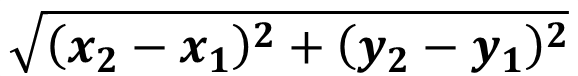 √((x₂ − x₁)² + (y₂ − y₁)²)